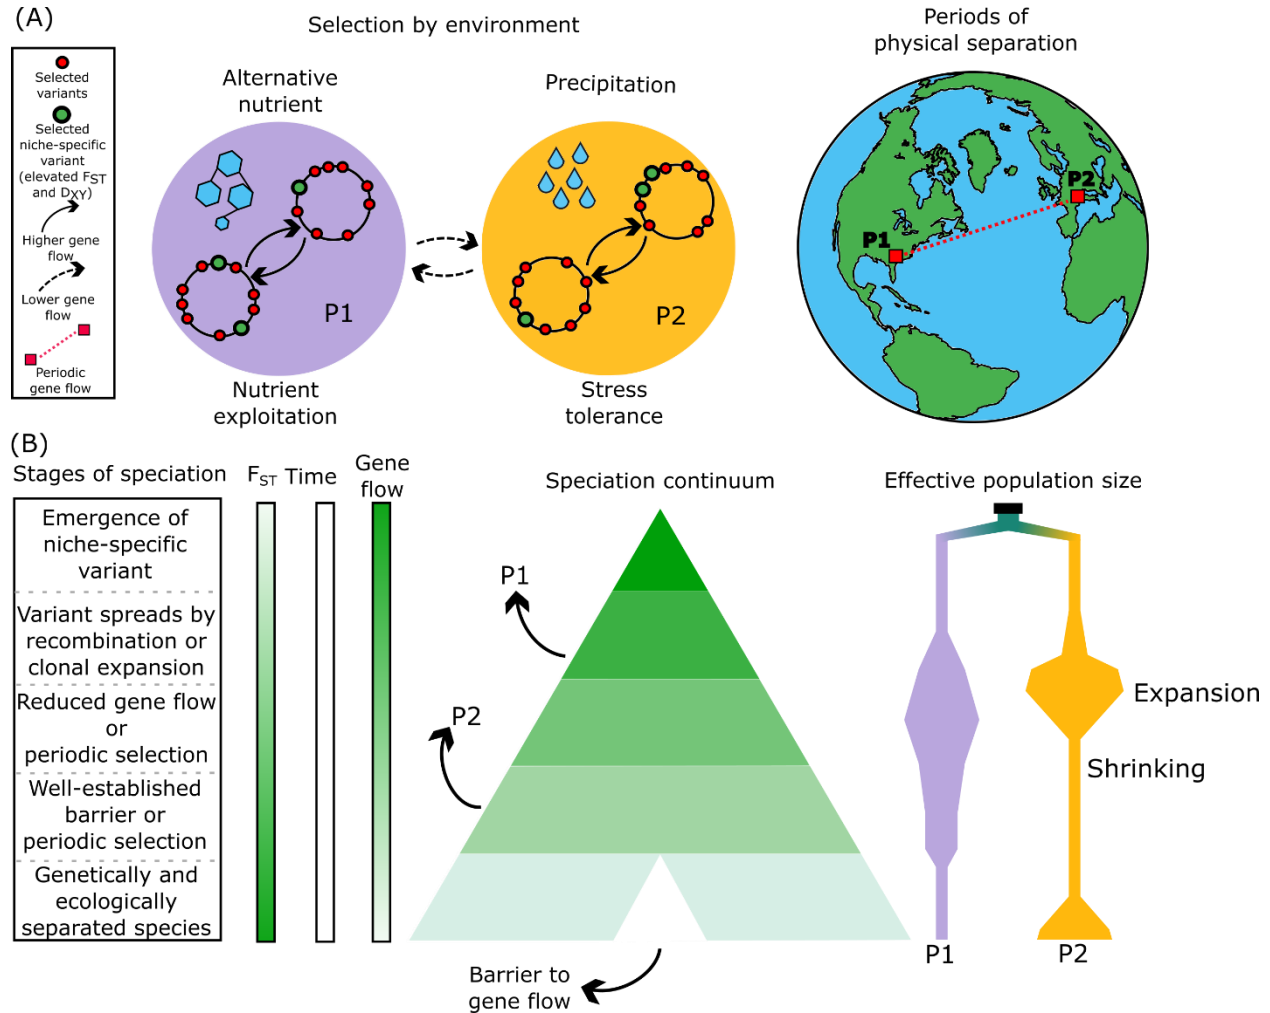 (A)
Selection by environment
Periods of
physical separation
Selected
variants
Selected
niche-specific
variant
(elevated FST
and DXY)
Higher gene
flow
Lower gene
flow
Periodic
gene flow
Alternative
nutrient
P1
Nutrient
exploitation
Precipitation
P2
Stress
tolerance
P1
P2
(B)
Stages of speciation
FST
Time
Gene
flow
Speciation continuum
Effective population size
Emergence of
niche-specific
variant
Variant spreads by
recombination or
clonal expansion
Reduced gene flow
or
periodic selection
Well-established
barrier or
periodic selection
Genetically and
ecologically
separated species
P1
P2
Barrier to
gene flow
Expansion
Shrinking
P1
P2